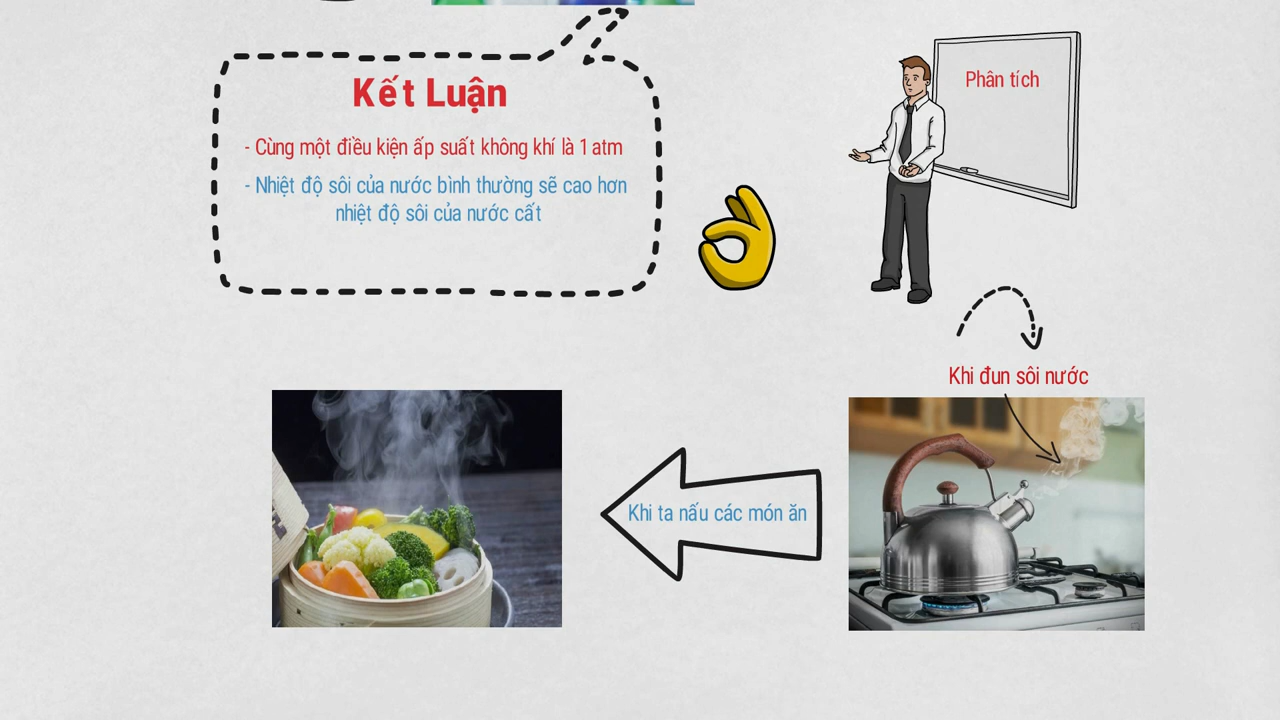 Kết Luận
- Cùng một điều kiện ấp suất không khí là 1 atm
- Nhiệt độ sôi của nước bình thường sẽ cao hơn
nhiệt độ sôi của nước cất
Phân tích
Khi đun sôi nước
Khi ta nấu các món ăn